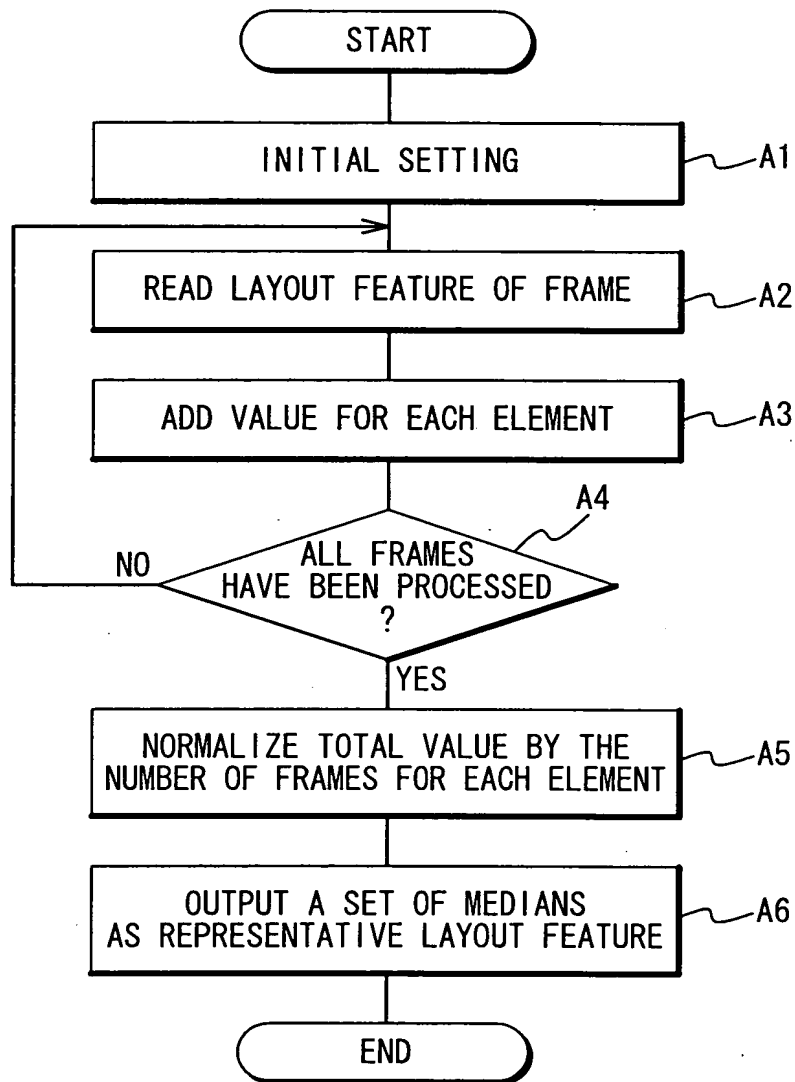 START
INITIAL SETTING
A1
READ LAYOUT FEATURE OF FRAME
A2
ADD VALUE FOR EACH ELEMENT
A3
A4
ALL FRAMES
HAVE BEEN PROCESSED
?
NO
YES
NORMALIZE TOTAL VALUE BY THE
NUMBER OF FRAMES FOR EACH ELEMENT
A5
OUTPUT A SET OF MEDIANS
AS REPRESENTATIVE LAYOUT FEATURE
A6
END